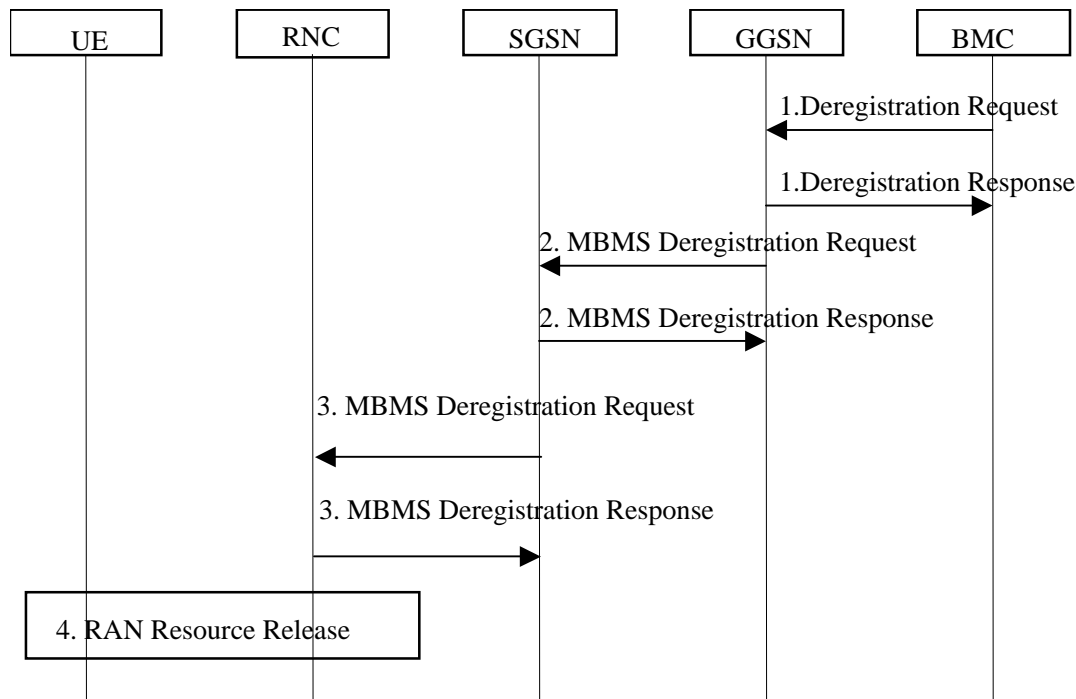 UE
RNC
SGSN
GGSN
BMC
1.Deregistration Request
1.Deregistration Response
2. MBMS Deregistration Request
2. MBMS Deregistration Response
3. MBMS Deregistration Request
3. MBMS Deregistration Response
4. RAN Resource Release